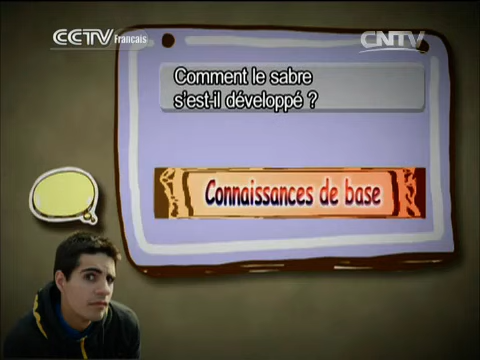 CCTV Français
CNTV
Comment le sabre
s'est-il développé ?
Connaissances de base